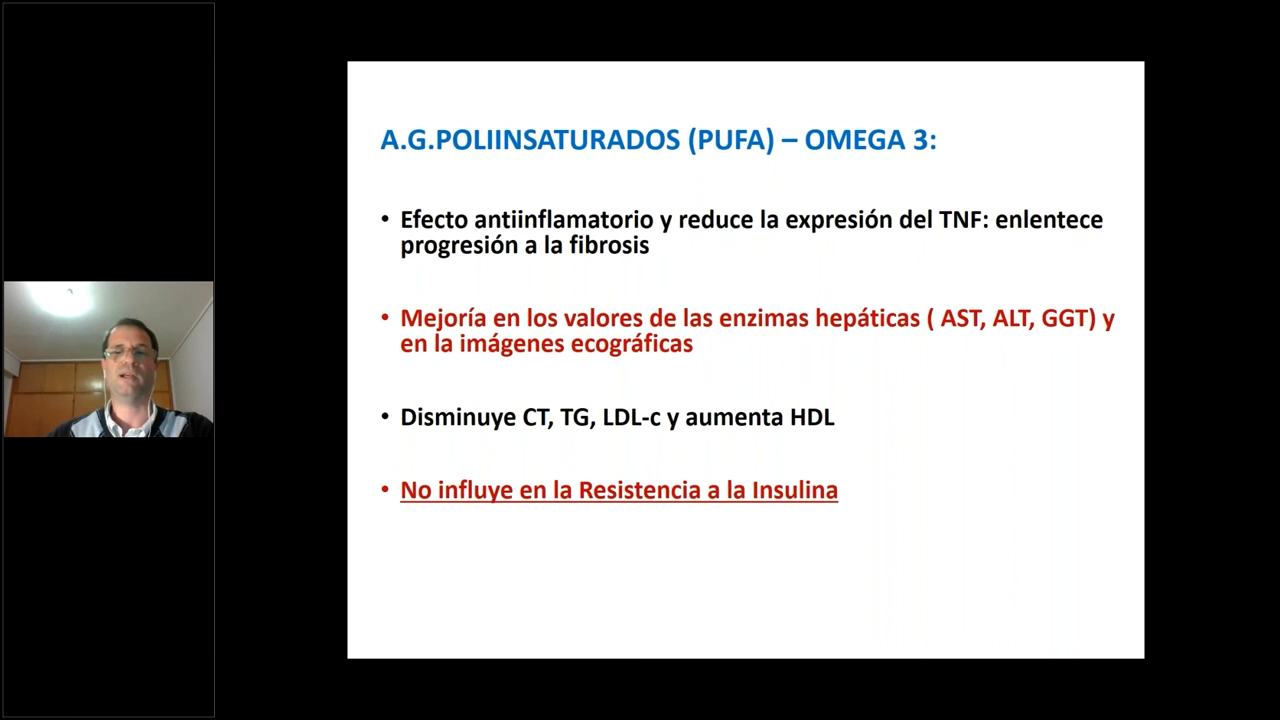 A.G.POLIINSATURADOS (PUFA) – OMEGA 3:
• Efecto antiinflamatorio y reduce la expresión del TNF: enlentece
progresión a la fibrosis
• Mejoría en los valores de las enzimas hepáticas ( AST, ALT, GGT) y
en la imágenes ecográficas
• Disminuye CT, TG, LDL-c y aumenta HDL
• No influye en la Resistencia a la Insulina